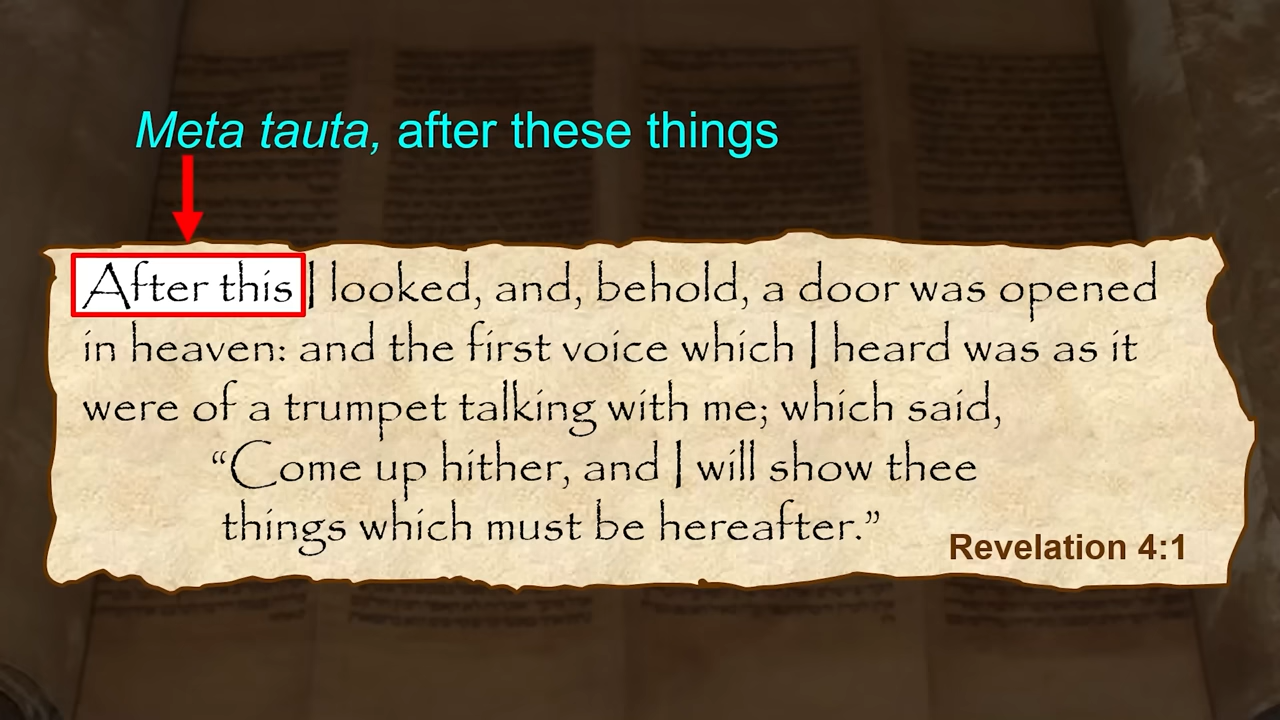 Meta tauta, after these things
After this I looked, and, behold, a door was opened
in heaven: and the first voice which I heard was as it
were of a trumpet talking with me; which said,
“Come up hither, and I will show thee
things which must be hereafter.”
Revelation 4:1